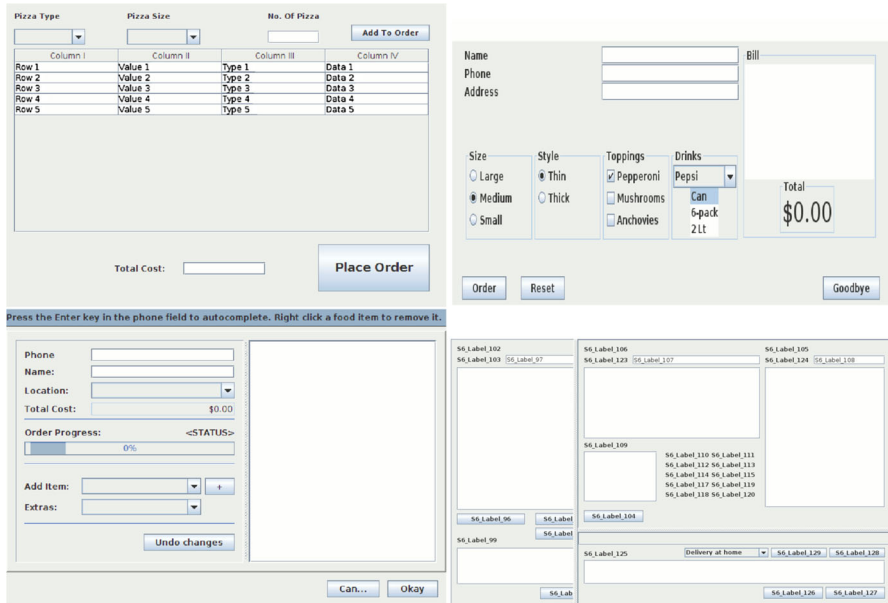 Pizza Type Pizza Size No. Of Pizza
Add To Order
Column I Column II Column III Column IV
Row 1 Value 1 Type 1 Data 1
Row 2 Value 2 Type 2 Data 2
Row 3 Value 3 Type 3 Data 3
Row 4 Value 4 Type 4 Data 4
Row 5 Value 5 Type 5 Data 5
Total Cost: Place Order
Name Bill
Phone
Address
Size Style Toppings Drinks
Large Thin Pepperoni Pepsi
Medium Thick Mushrooms Can
Small Anchovies 6-pack
2 Lt
Total
$0.00
Order Reset Goodbye
Press the Enter key in the phone field to autocomplete. Right click a food item to remove it.
Phone
Name:
Location:
Total Cost: $0.00
Order Progress: <STATUS>
0%
Add Item: +
Extras:
Undo changes
Can... Okay
S6_Label_102
S6_Label_103 S6_Label_97
S6_Label_96 S6_Label
S6_Label
S6_Label_99
S6_Lab
S6_Label_106 S6_Label_105
S6_Label_123 S6_Label_107 S6_Label_124 S6_Label_108
S6_Label_109
S6_Label_110 S6_Label_111
S6_Label_112 S6_Label_113
S6_Label_114 S6_Label_115
S6_Label_117 S6_Label_119
S6_Label_118 S6_Label_120
S6_Label_104
S6_Label_125 Delivery at home S6_Label_129 S6_Label_128
S6_Label_126 S6_Label_127